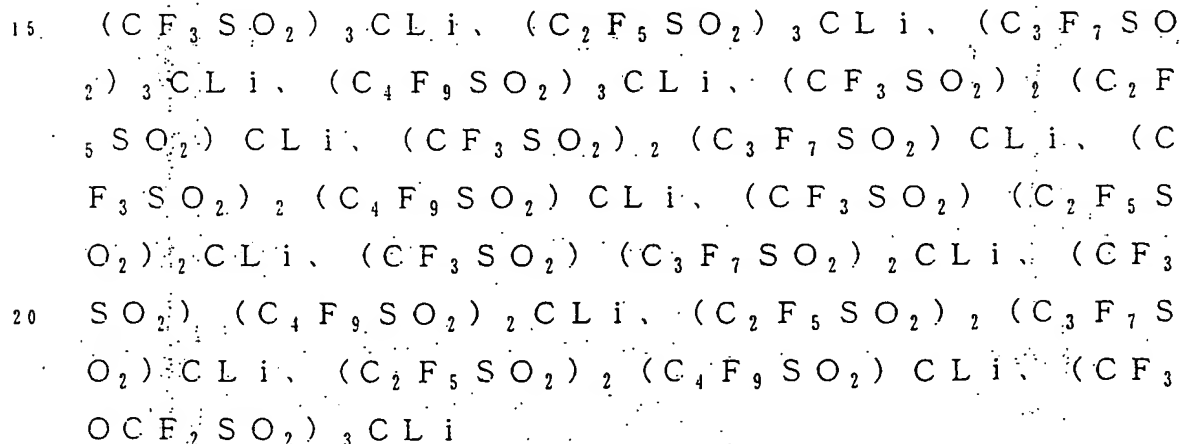 15 (CF₃SO₂)₃CLi、(C₂F₅SO₂)₃CLi、(C₃F₇SO
₂)₃CLi、(C₄F₉SO₂)₃CLi、(CF₃SO₂)₂(C₂F
₅SO₂)CLi、(CF₃SO₂)₂(C₃F₇SO₂)CLi、(C
F₃SO₂)₂(C₄F₉SO₂)CLi、(CF₃SO₂)(C₂F₅S
O₂)₂CLi、(CF₃SO₂)(C₃F₇SO₂)₂CLi、(CF₃
20 SO₂)(C₄F₉SO₂)₂CLi、(C₂F₅SO₂)₂(C₃F₇S
O₂)CLi、(C₂F₅SO₂)₂(C₄F₉SO₂)CLi、(CF₃
OCF₂SO₂)₃CLi